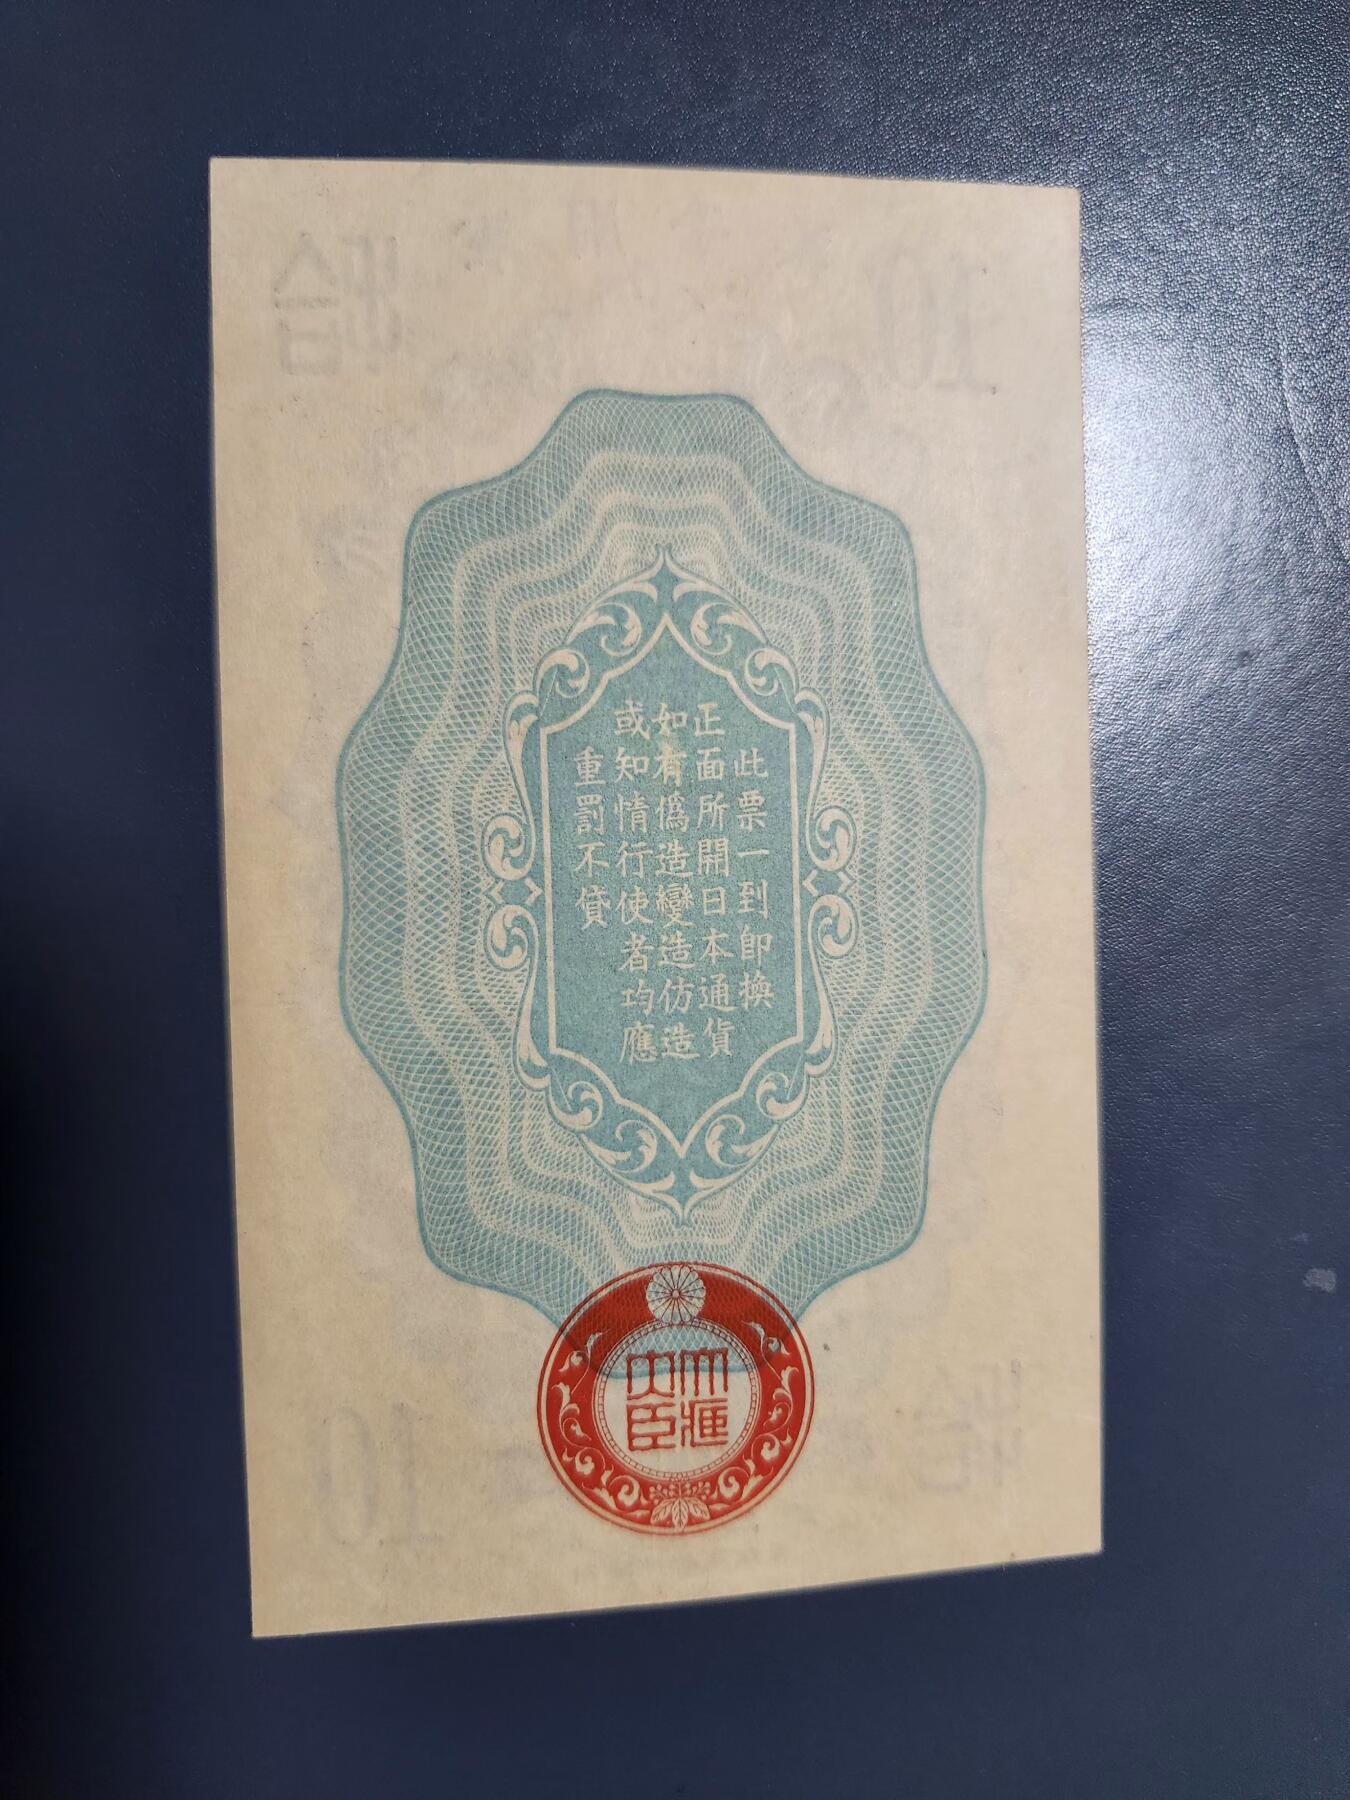 此票一到即換
正面所開日本通貨
如有僞造變造仿造
或知情行使者均應
重罰不貸
大藏
大臣